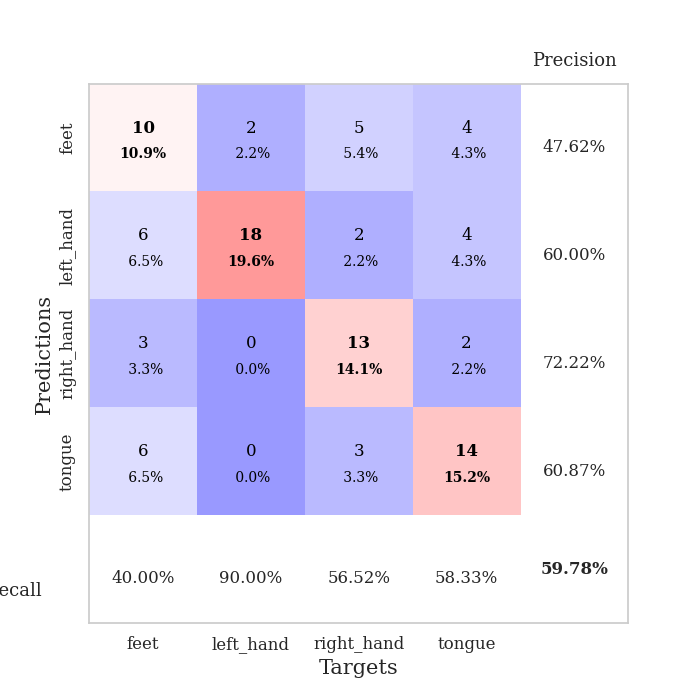 Precision
feet 10 2 5 4 47.62%
10.9% 2.2% 5.4% 4.3%
left_hand 6 18 2 4 60.00%
6.5% 19.6% 2.2% 4.3%
right_hand 3 0 13 2 72.22%
3.3% 0.0% 14.1% 2.2%
tongue 6 0 3 14 60.87%
6.5% 0.0% 3.3% 15.2%
Predictions
ecall 40.00% 90.00% 56.52% 58.33% 59.78%
feet left_hand right_hand tongue
Targets